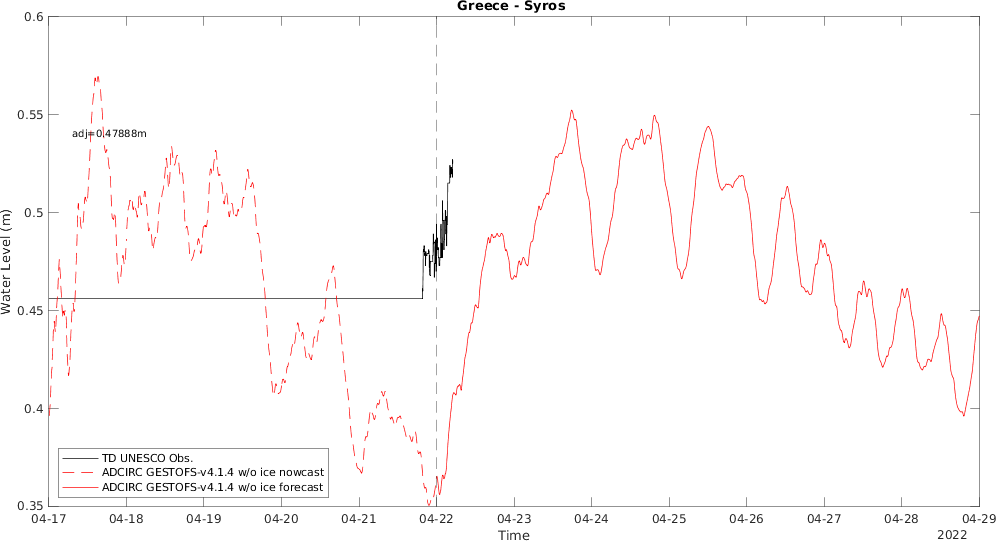 Greece - Syros
Water Level (m)
0.6
0.55
0.5
0.45
0.4
0.35
adj=0.47888m
TD UNESCO Obs.
ADCIRC GESTOFS-v4.1.4 w/o ice nowcast
ADCIRC GESTOFS-v4.1.4 w/o ice forecast
04-17 04-18 04-19 04-20 04-21 04-22 04-23 04-24 04-25 04-26 04-27 04-28 04-29
Time
2022